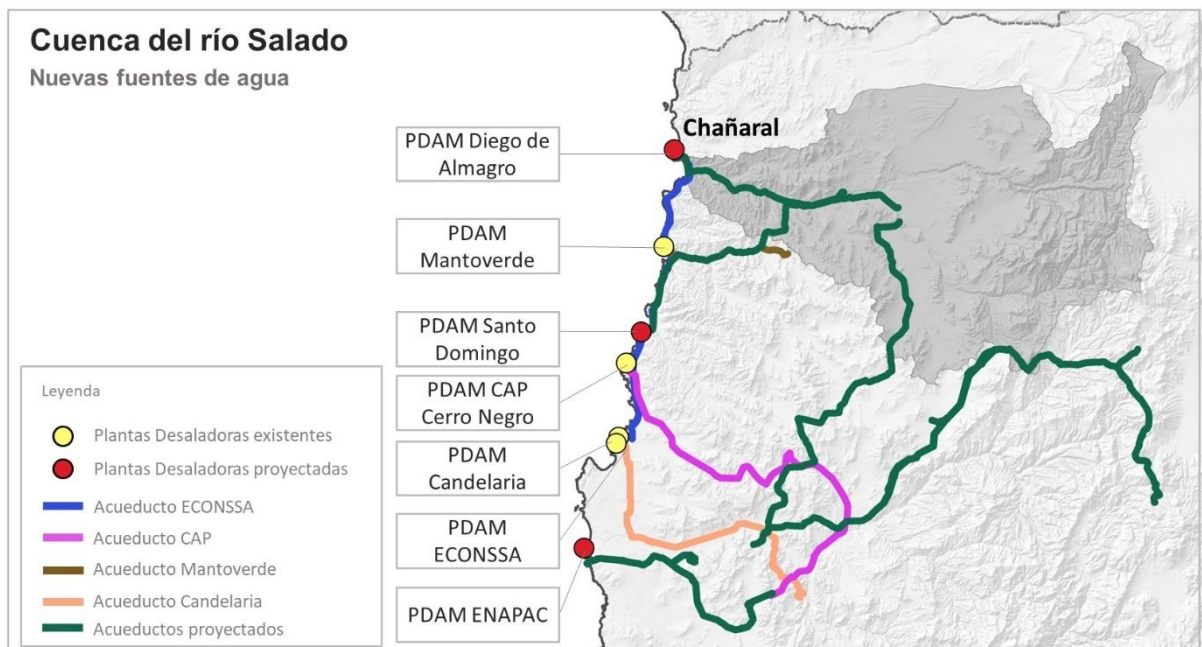 Cuenca del río Salado
Nuevas fuentes de agua
Chañaral
PDAM Diego de
Almagro
PDAM
Mantoverde
PDAM Santo
Domingo
PDAM CAP
Cerro Negro
PDAM
Candelaria
PDAM
ECONSSA
PDAM ENAPAC
Leyenda
Plantas Desaladoras existentes
Plantas Desaladoras proyectadas
Acueducto ECONSSA
Acueducto CAP
Acueducto Mantoverde
Acueducto Candelaria
Acueductos proyectados